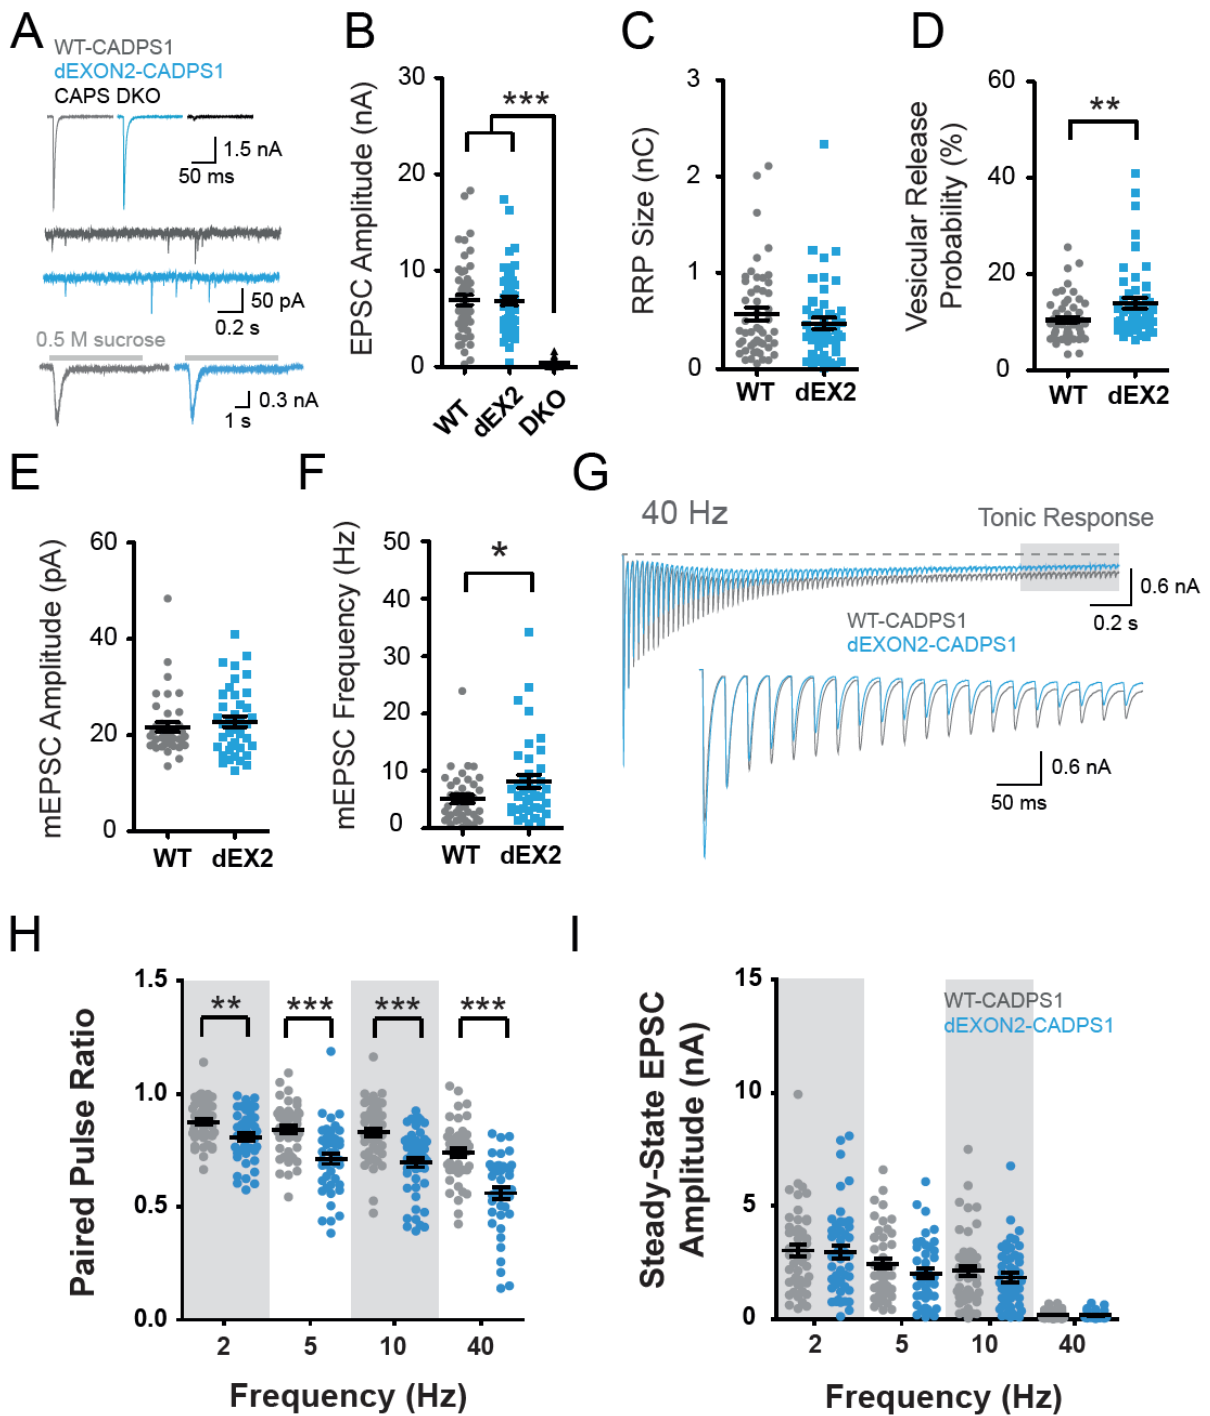 A
WT-CADPS1
dEXON2-CADPS1
CAPS DKO
1.5 nA
50 ms
50 pA
0.2 s
0.5 M sucrose
0.3 nA
1 s
B
EPSC Amplitude (nA)
30
20
10
0
***
WT
dEX2
DKO
C
RRP Size (nC)
3
2
1
0
WT
dEX2
D
Vesicular Release
Probability (%)
60
40
20
0
**
WT
dEX2
E
mEPSC Amplitude (pA)
60
40
20
0
WT
dEX2
F
mEPSC Frequency (Hz)
50
40
30
20
10
0
*
WT
dEX2
G
40 Hz
Tonic Response
0.6 nA
0.2 s
WT-CADPS1
dEXON2-CADPS1
0.6 nA
50 ms
H
Paired Pulse Ratio
1.5
1.0
0.5
0.0
**
***
***
***
2
5
10
40
Frequency (Hz)
I
Steady-State EPSC
Amplitude (nA)
15
10
5
0
WT-CADPS1
dEXON2-CADPS1
2
5
10
40
Frequency (Hz)